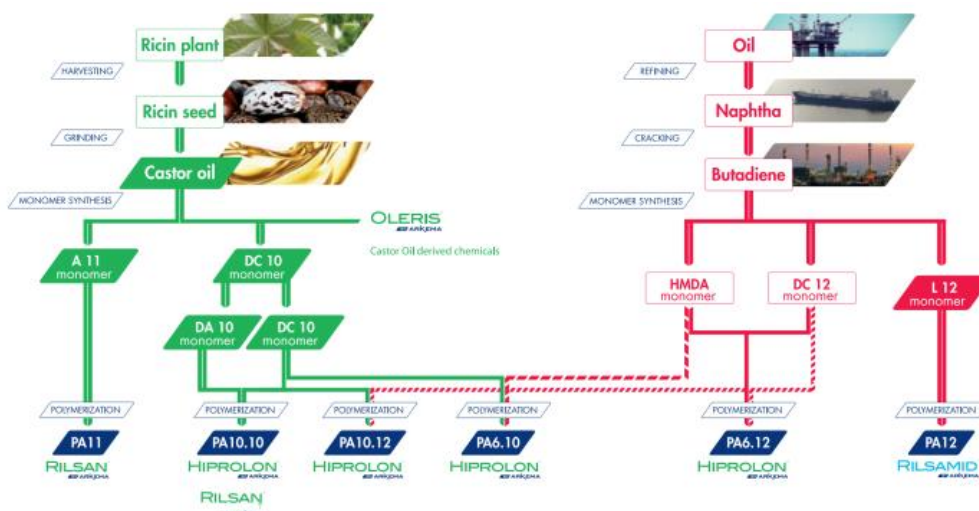 Ricin plant
Oil
HARVESTING
REFINING
Ricin seed
Naphtha
GRINDING
CRACKING
Castor oil
Butadiene
MONOMER SYNTHESIS
MONOMER SYNTHESIS
OLERIS
ARKEMA
Castor Oil derived chemicals
A 11
monomer
DC 10
monomer
HMDA
monomer
DC 12
monomer
L 12
monomer
DA 10
monomer
DC 10
monomer
POLYMERIZATION
POLYMERIZATION
POLYMERIZATION
POLYMERIZATION
POLYMERIZATION
POLYMERIZATION
PA11
PA10.10
PA10.12
PA6.10
PA6.12
PA12
RILSAN
ARKEMA
HIPROLON
ARKEMA
HIPROLON
ARKEMA
HIPROLON
ARKEMA
HIPROLON
ARKEMA
RILSAMID
ARKEMA
RILSAN